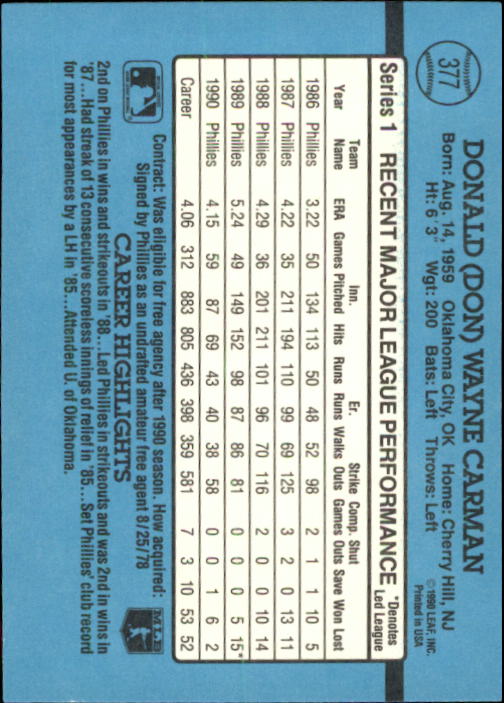 377
DONALD (DON) WAYNE CARMAN
Born: Aug. 14, 1959 Oklahoma City, OK Home: Cherry Hill, NJ
Ht: 6' 3" Wgt: 200 Bats: Left Throws: Left
©1990 LEAF, INC.
Printed in USA
Series 1 RECENT MAJOR LEAGUE PERFORMANCE *Denotes Led League
Year Team Name ERA Games Inn. Pitched Hits Runs Er. Runs Walks Strike Outs Comp. Games Shut Outs Save Won Lost
1986 Phillies 3.22 50 134 113 50 48 52 98 2 1 1 10 5
1987 Phillies 4.22 35 211 194 110 99 69 125 3 2 0 13 11
1988 Phillies 4.29 36 201 211 101 96 70 116 2 0 0 10 14
1989 Phillies 5.24 49 149 152 98 87 86 81 0 0 0 5 15*
1990 Phillies 4.15 59 87 69 43 40 38 58 0 0 1 6 2
Career 4.06 312 883 805 436 398 359 581 7 3 10 53 52
Contract: Was eligible for free agency after 1990 season. How acquired:
Signed by Phillies as an undrafted amateur free agent 8/25/78
CAREER HIGHLIGHTS
2nd on Phillies in wins and strikeouts in '88...Led Phillies in strikeouts and was 2nd in wins in
'87...Had streak of 13 consecutive scoreless innings of relief in '85...Set Phillies' club record
for most appearances by a LH in '85...Attended U. of Oklahoma.